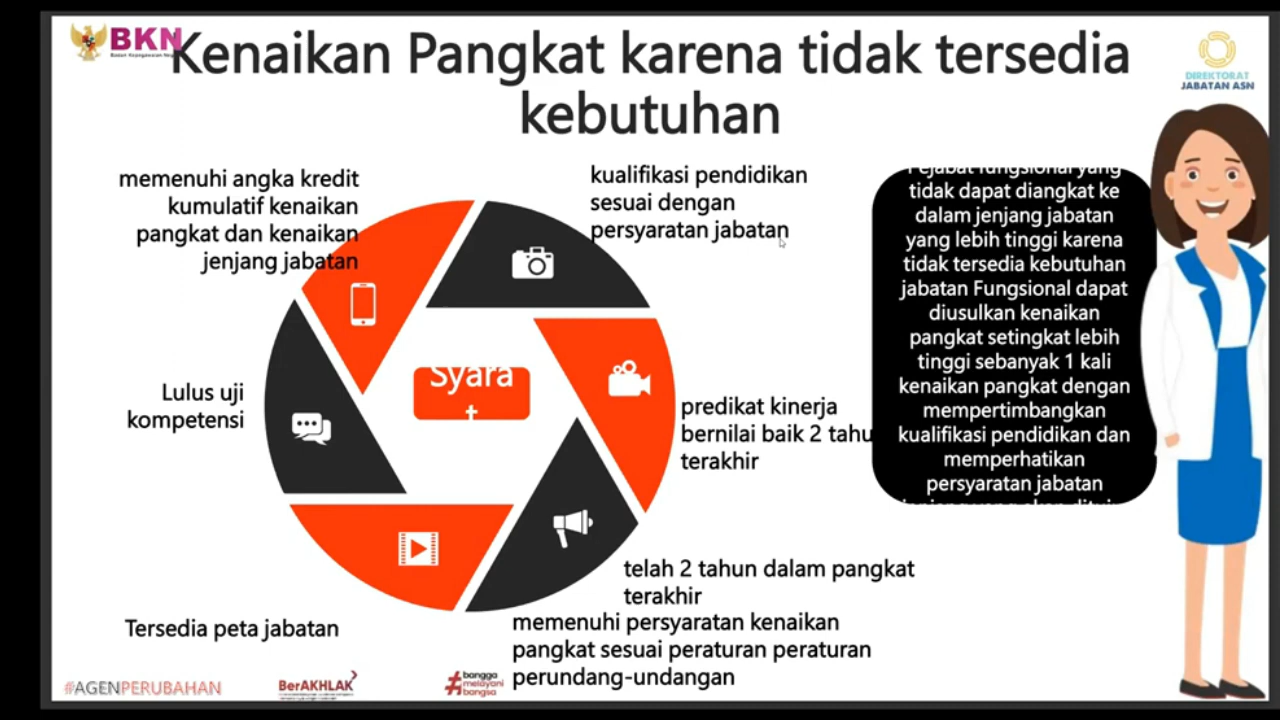 BKN
Kenaikan Pangkat karena tidak tersedia
kebutuhan
DIREKTORAT
JABATAN ASN
memenuhi angka kredit
kumulatif kenaikan
pangkat dan kenaikan
jenjang jabatan
kualifikasi pendidikan
sesuai dengan
persyaratan jabatan
Pejabat fungsional yang
tidak dapat diangkat ke
dalam jenjang jabatan
yang lebih tinggi karena
tidak tersedia kebutuhan
jabatan Fungsional dapat
diusulkan kenaikan
pangkat setingkat lebih
tinggi sebanyak 1 kali
kenaikan pangkat dengan
mempertimbangkan
kualifikasi pendidikan dan
memperhatikan
persyaratan jabatan
Syara
t
Lulus uji
kompetensi
predikat kinerja
bernilai baik 2 tahu
terakhir
telah 2 tahun dalam pangkat
terakhir
memenuhi persyaratan kenaikan
pangkat sesuai peraturan peraturan
perundang-undangan
Tersedia peta jabatan
#AGENPERUBAHAN
BerAKHLAK
#bangga
melayani
bangsa